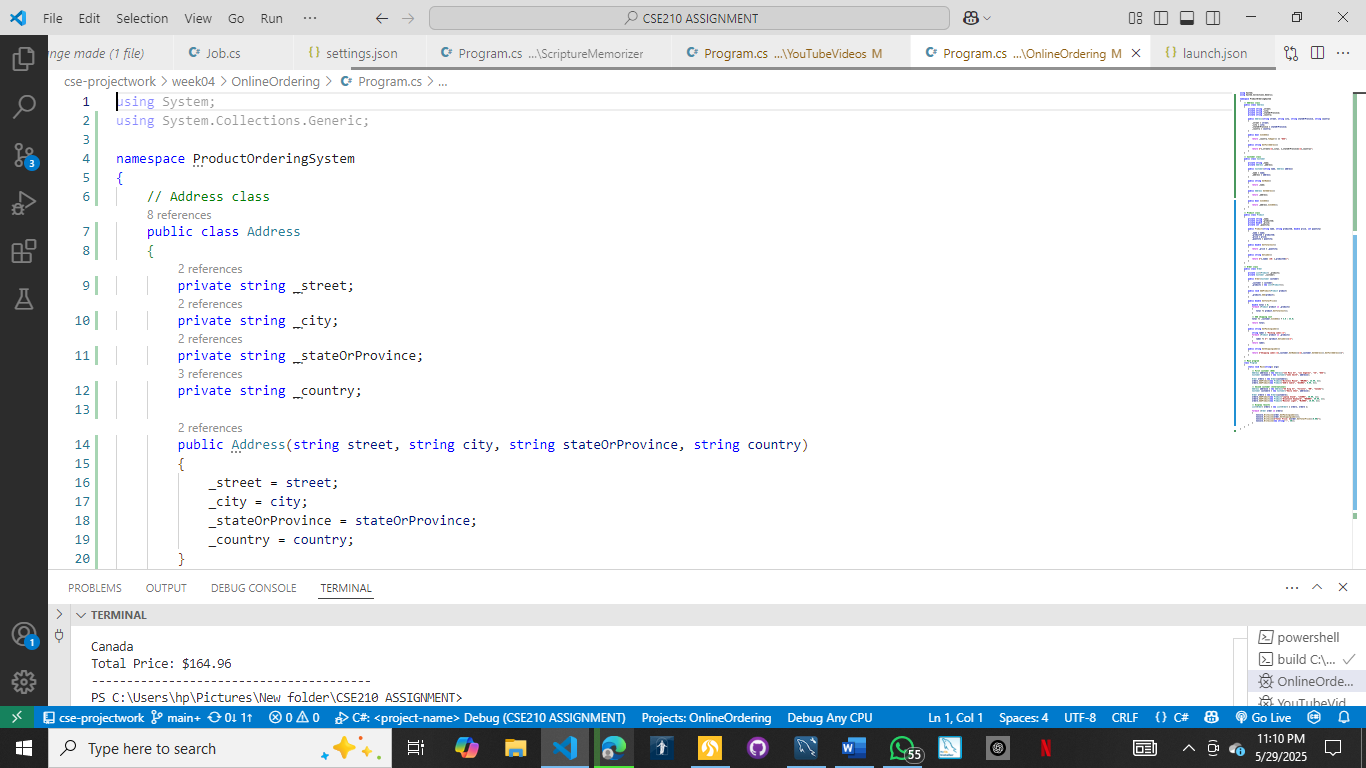 File Edit Selection View Go Run ··· CSE210 ASSIGNMENT
nge made (1 file) Job.cs {} settings.json Program.cs ...\ScriptureMemorizer Program.cs ...\YouTubeVideos M Program.cs ...\OnlineOrdering M {} launch.json
cse-projectwork > week04 > OnlineOrdering > Program.cs > ...
1 using System;
2 using System.Collections.Generic;
3
4 namespace ProductOrderingSystem
5 {
6 // Address class
8 references
7 public class Address
8 {
2 references
9 private string _street;
2 references
10 private string _city;
2 references
11 private string _stateOrProvince;
3 references
12 private string _country;
13
2 references
14 public Address(string street, string city, string stateOrProvince, string country)
15 {
16 _street = street;
17 _city = city;
18 _stateOrProvince = stateOrProvince;
19 _country = country;
20 }
PROBLEMS OUTPUT DEBUG CONSOLE TERMINAL
TERMINAL
Canada
Total Price: $164.96
----------------------------------------
PS C:\Users\hp\Pictures\New folder\CSE210 ASSIGNMENT>
powershell
build C:\...
OnlineOrde...
YouTubeVid
3
1
cse-projectwork main+ 0↓ 1↑ 0 0 C#: <project-name> Debug (CSE210 ASSIGNMENT) Projects: OnlineOrdering Debug Any CPU Ln 1, Col 1 Spaces: 4 UTF-8 CRLF {} C# Go Live
Type here to search
55
11:10 PM
5/29/2025